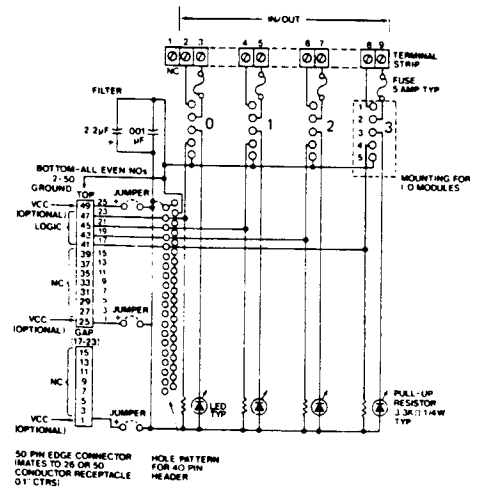 IN/OUT
1 2 3 4 5 6 7 8 9
TERMINAL
STRIP
NC
FUSE
5 AMP TYP
FILTER
2.2µF
.001
µF
+
0
1
2
3
1
2
3
4
5
MOUNTING FOR
I/O MODULES
BOTTOM-ALL EVEN NOs
2-50
GROUND
TOP
JUMPER
VCC
(OPTIONAL)
LOGIC
49 25
47 23
45 21
43 19
41 17
39 15
37 13
35 11
33 9
31 7
29 5
27 3
25 1
NC
VCC
(OPTIONAL)
JUMPER
+
GAP
(17-23)
15
13
11
9
7
5
3
1
NC
VCC
(OPTIONAL)
JUMPER
+
LED
TYP
PULL-UP
RESISTOR
3.3KΩ 1/4W
TYP
50 PIN EDGE CONNECTOR
(MATES TO 26 OR 50
CONDUCTOR RECEPTACLE
0.1" CTRS)
HOLE PATTERN
FOR 40 PIN
HEADER